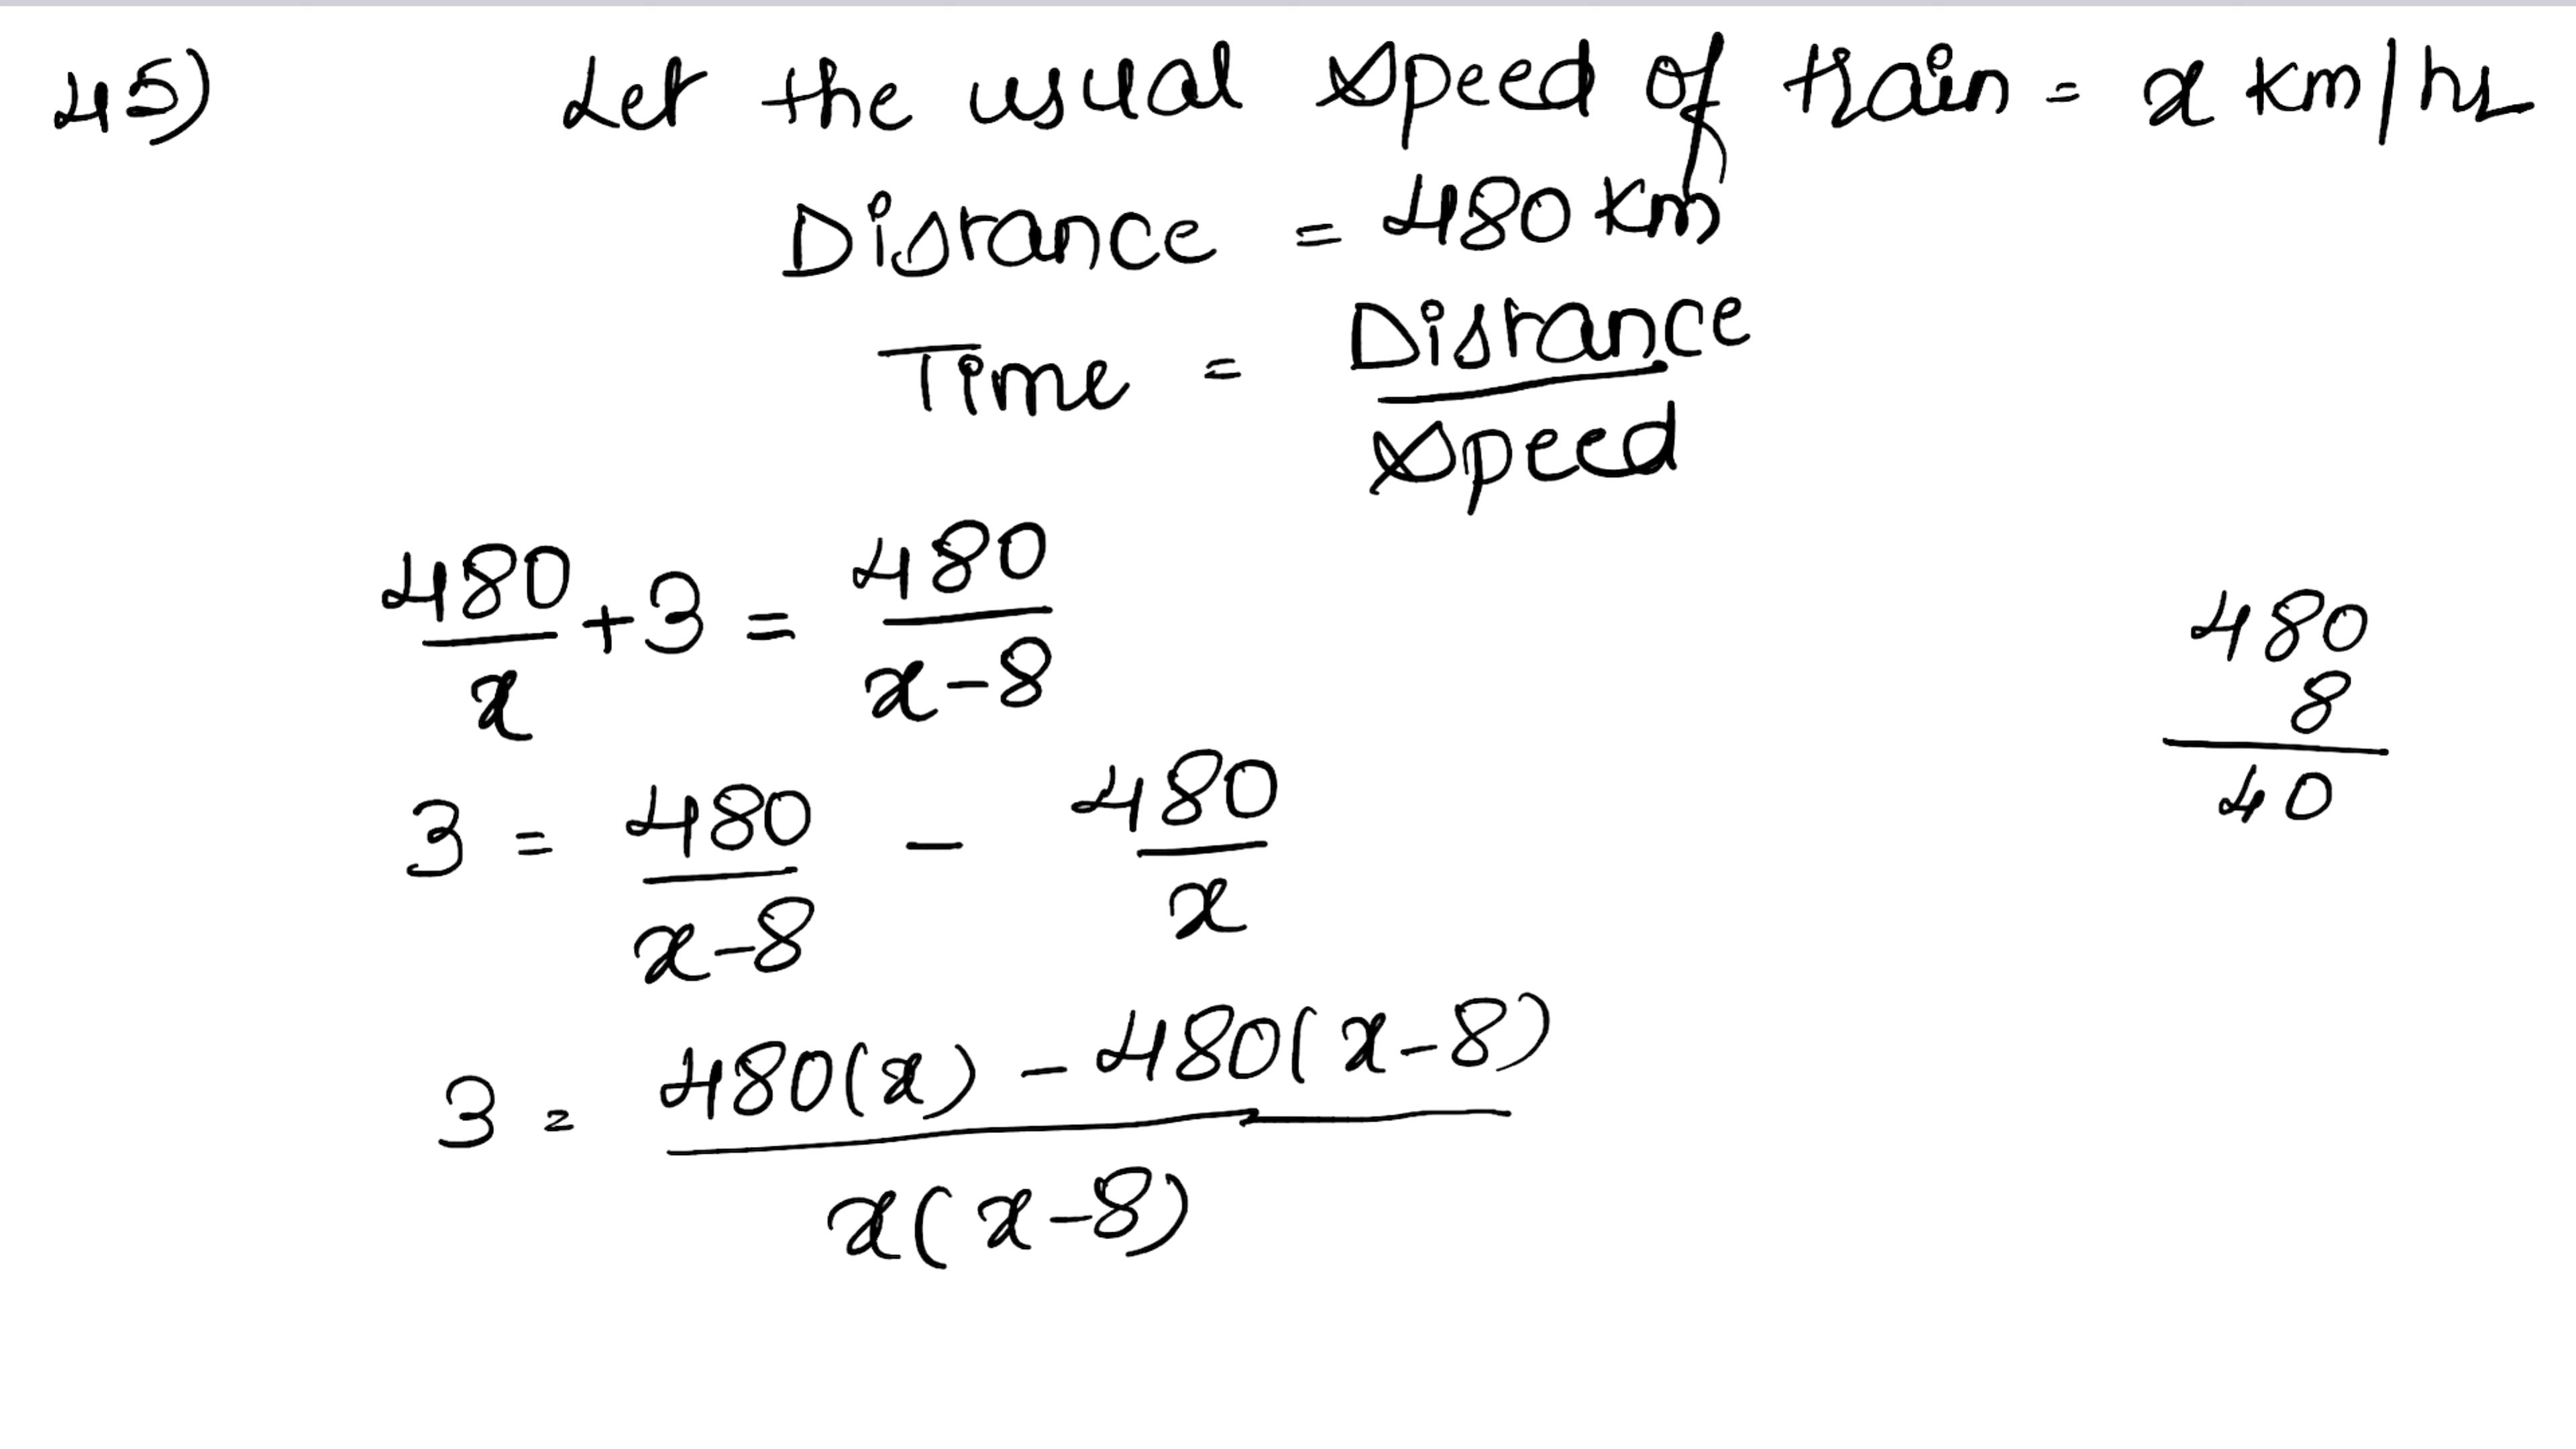 45) Let the usual speed of train = x km/hr
Distance = 480 km
Time = Distance / Speed
480/x + 3 = 480/(x-8)
480
8
40
3 = 480/(x-8) - 480/x
3 = (480(x) - 480(x-8)) / (x(x-8))